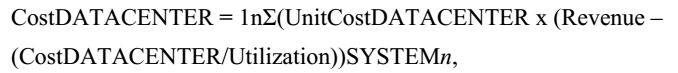 CostDATACENTER = 1nΣ(UnitCostDATACENTER x (Revenue –
(CostDATACENTER/Utilization))SYSTEMn,